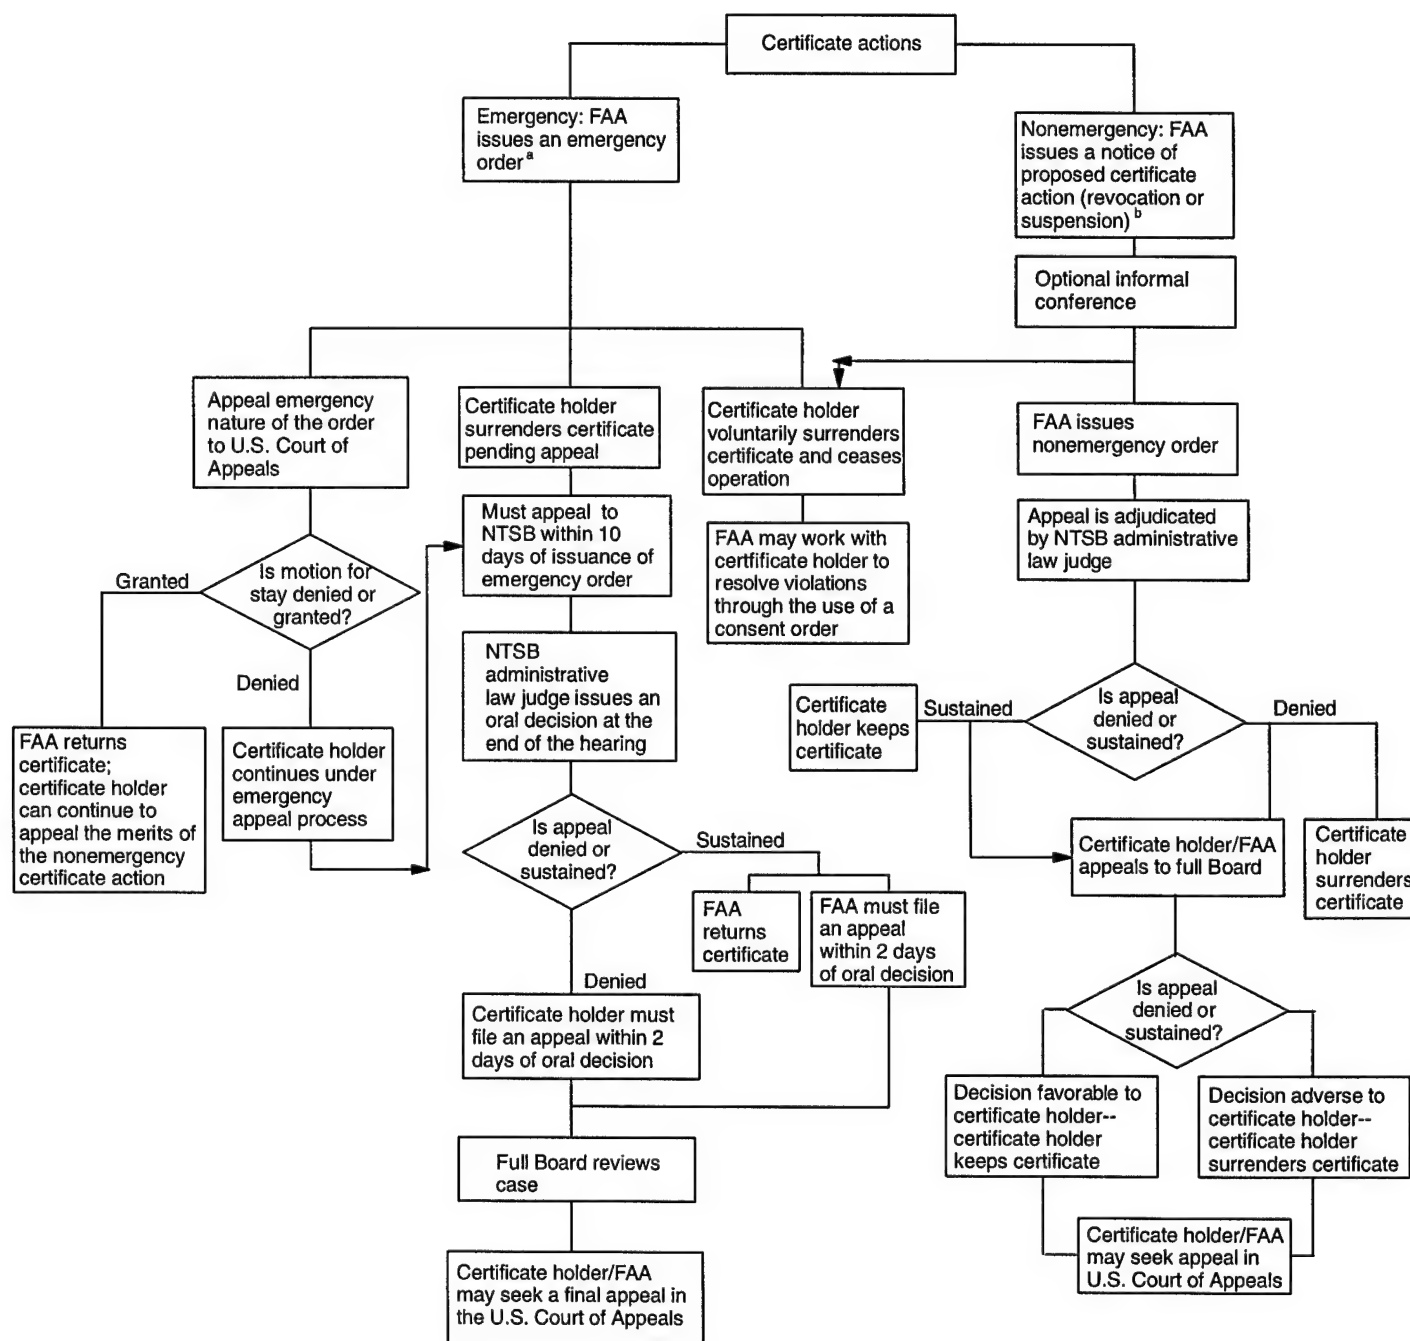 Certificate actions
Emergency: FAA
issues an emergency
order a
Nonemergency: FAA
issues a notice of
proposed certificate
action (revocation or
suspension) b
Optional informal
conference
Appeal emergency
nature of the order
to U.S. Court of
Appeals
Certificate holder
surrenders certificate
pending appeal
Certificate holder
voluntarily surrenders
certificate and ceases
operation
FAA issues
nonemergency order
Must appeal to
NTSB within 10
days of issuance of
emergency order
FAA may work with
certfificate holder to
resolve violations
through the use of a
consent order
Appeal is adjudicated
by NTSB administrative
law judge
Granted
Is motion for
stay denied or
granted?
Denied
NTSB
administrative
law judge issues an
oral decision at the
end of the hearing
Certificate
holder keeps
certificate
Sustained
Is appeal
denied or
sustained?
Denied
FAA returns
certificate;
certificate holder
can continue to
appeal the merits of
the nonemergency
certificate action
Certificate holder
continues under
emergency
appeal process
Is appeal
denied or
sustained?
Sustained
Certificate holder/FAA
appeals to full Board
Certificate
holder
surrenders
certificate
FAA
returns
certificate
FAA must file
an appeal
within 2 days
of oral decision
Denied
Certificate holder must
file an appeal within 2
days of oral decision
Is appeal
denied or
sustained?
Decision favorable to
certificate holder--
certificate holder
keeps certificate
Decision adverse to
certificate holder--
certificate holder
surrenders certificate
Full Board reviews
case
Certificate holder/FAA
may seek appeal in
U.S. Court of Appeals
Certificate holder/FAA
may seek a final appeal in
the U.S. Court of Appeals